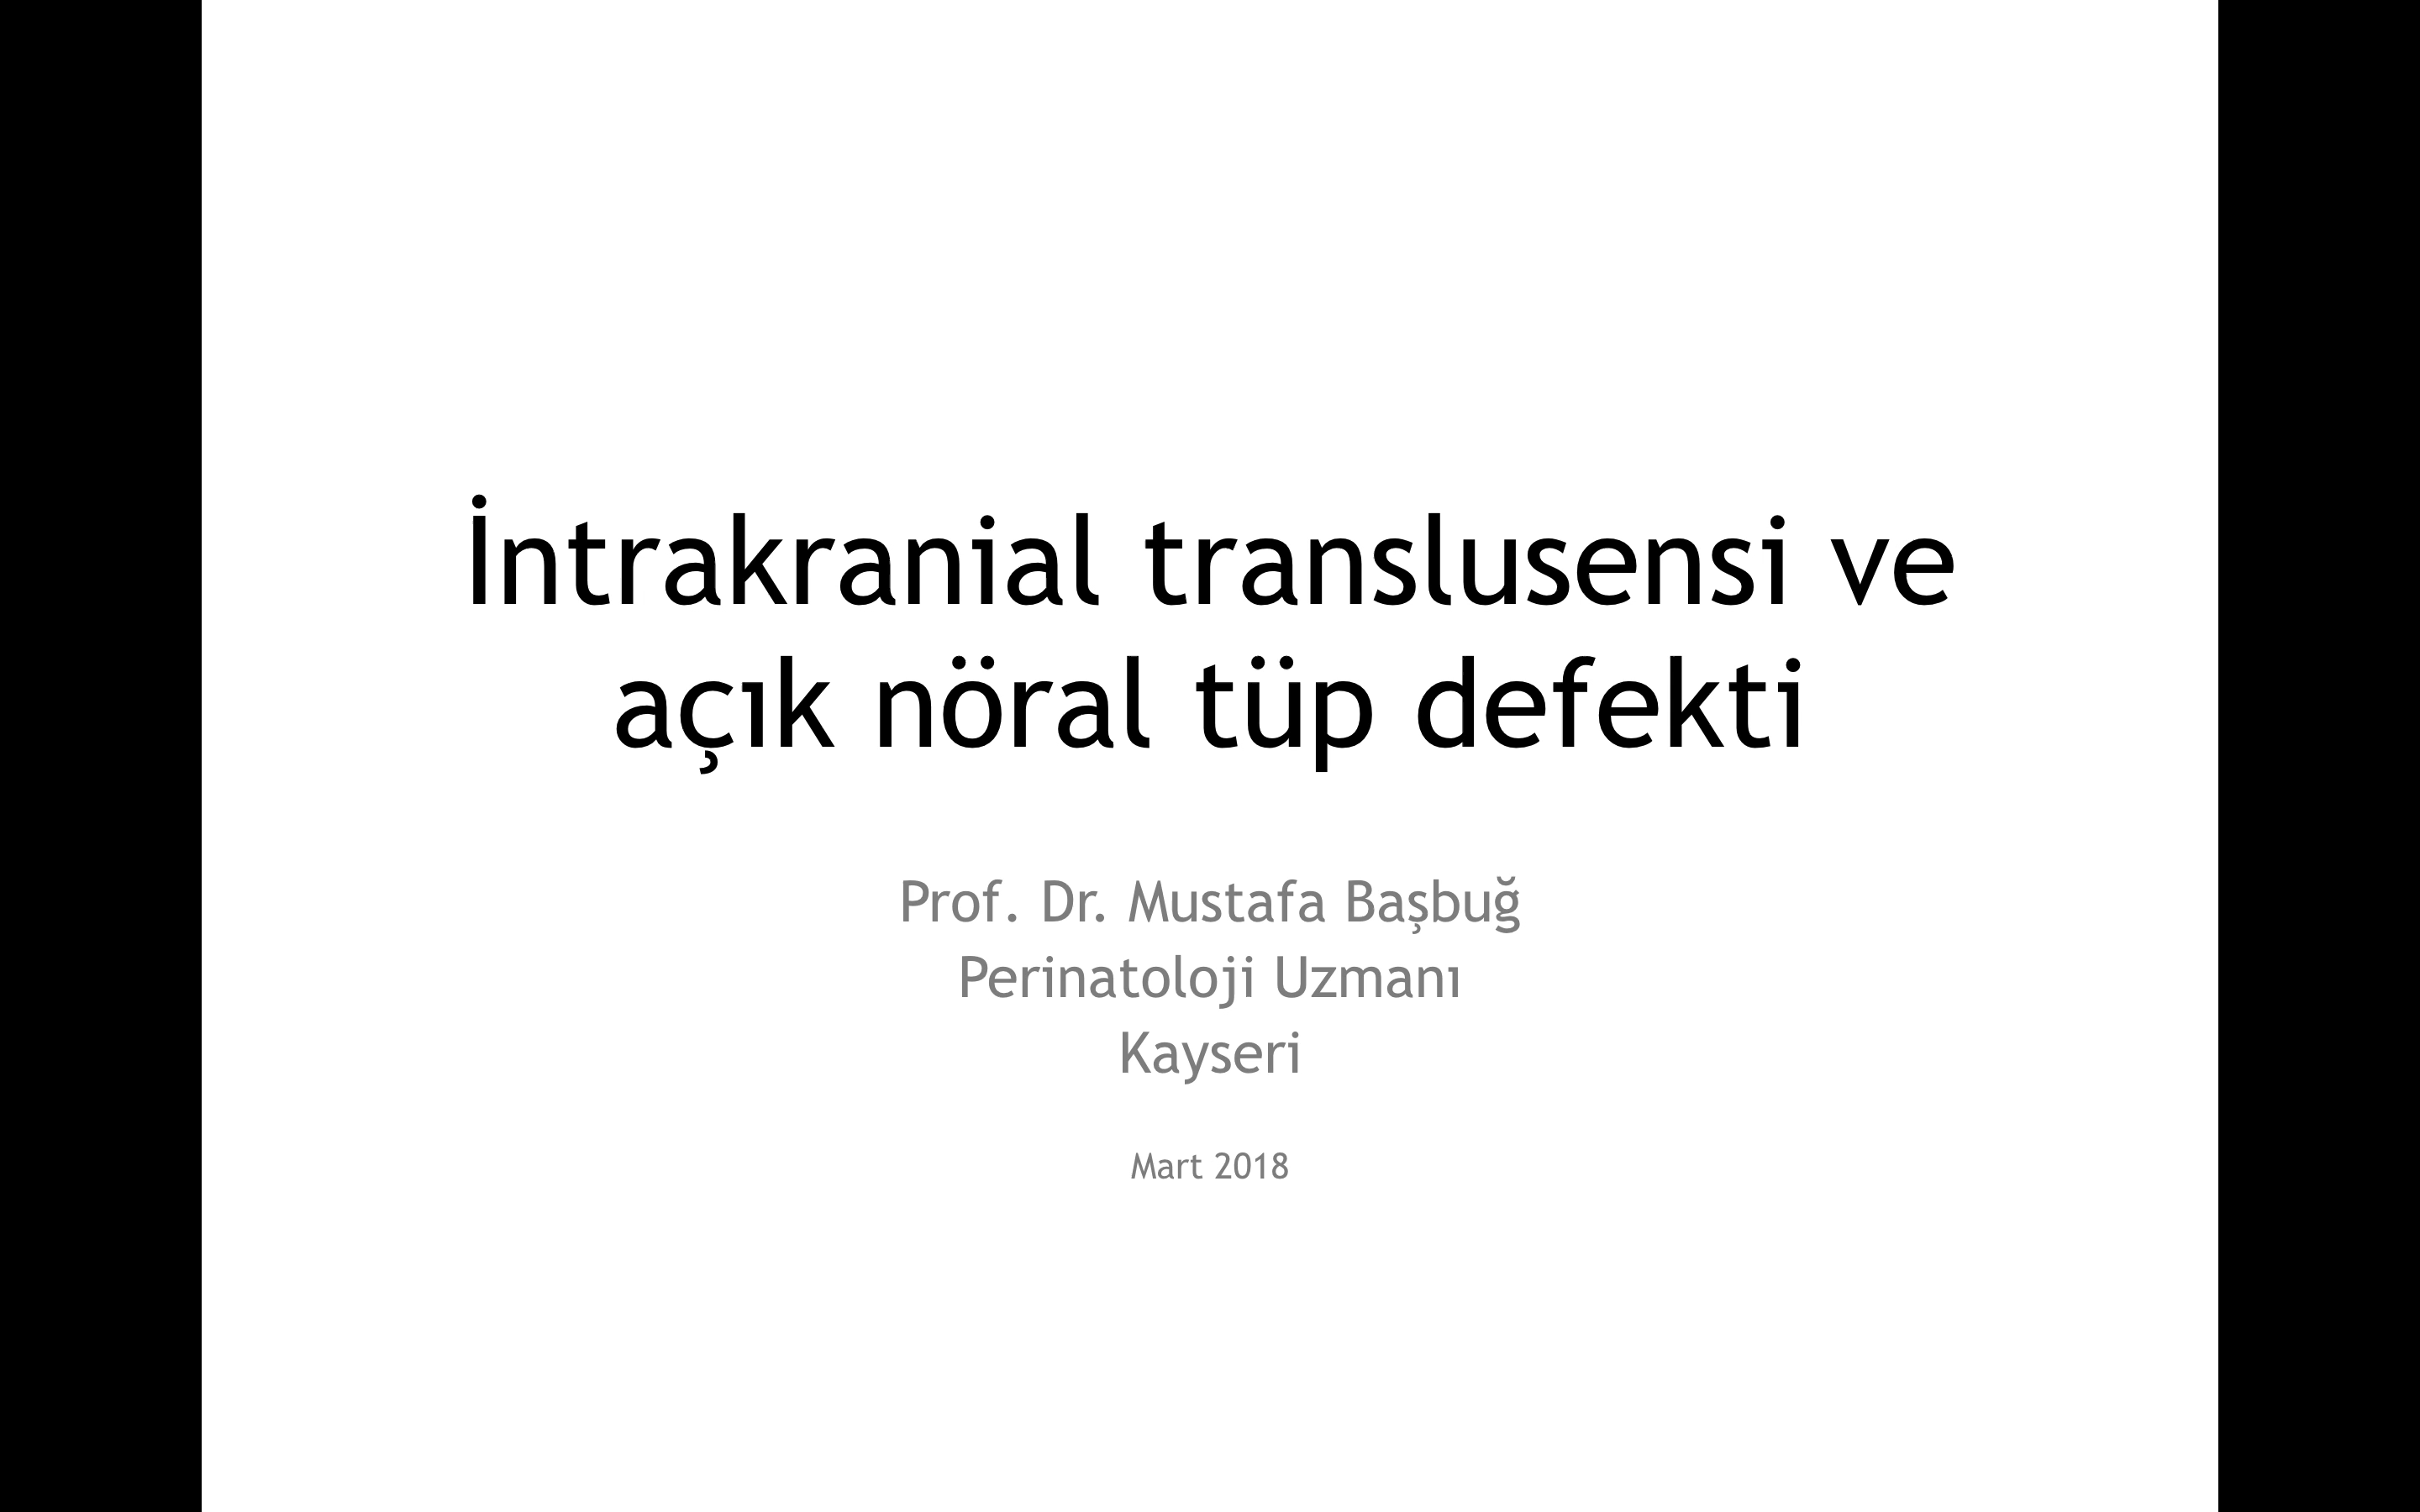 İntrakranial translusensi ve
açık nöral tüp defekti
Prof. Dr. Mustafa Başbuğ
Perinatoloji Uzmanı
Kayseri
Mart 2018